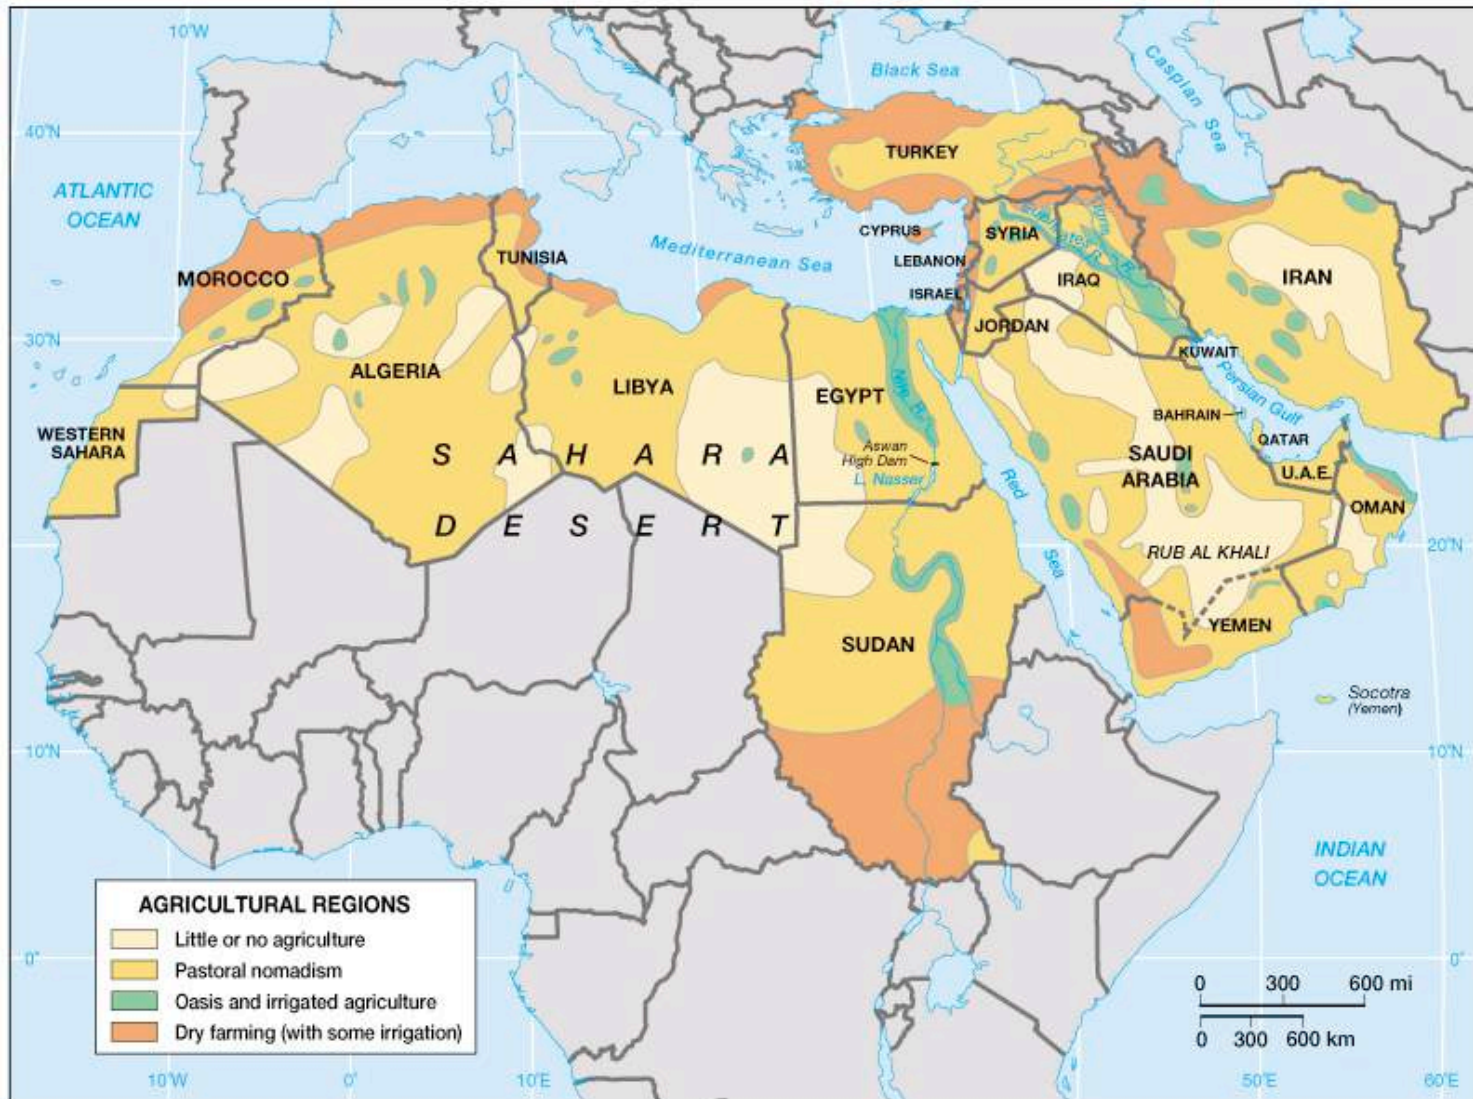 10°W
Black Sea
Caspian Sea
40°N
TURKEY
ATLANTIC
OCEAN
CYPRUS
SYRIA
Mediterranean Sea
TUNISIA
LEBANON
MOROCCO
IRAQ
IRAN
ISRAEL
JORDAN
30°N
KUWAIT
ALGERIA
LIBYA
EGYPT
Nile R.
Persian Gulf
BAHRAIN
WESTERN
SAHARA
QATAR
Aswan
High Dam
SAHARA
SAUDI
ARABIA
L. Nasser
U.A.E.
Red Sea
OMAN
DESERT
20°N
RUB AL KHALI
YEMEN
SUDAN
Socotra
(Yemen)
10°N
10°N
INDIAN
OCEAN
AGRICULTURAL REGIONS
Little or no agriculture
Pastoral nomadism
Oasis and irrigated agriculture
Dry farming (with some irrigation)
0°
0°
0 300 600 mi
0 300 600 km
10°W
0°
10°E
50°E
60°E